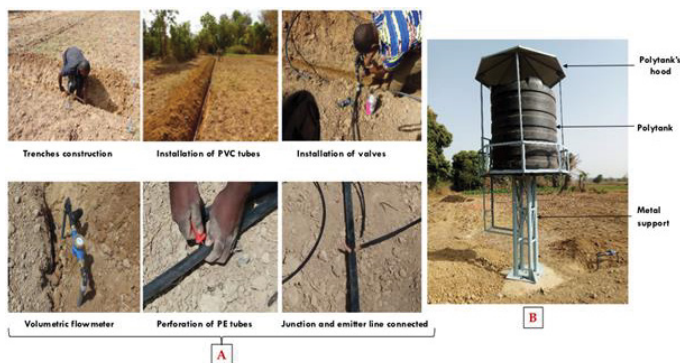 Trenches construction
Installation of PVC tubes
Installation of valves
Volumetric flowmeter
Perforation of PE tubes
Junction and emitter line connected
A
Polytank's hood
Polytank
Metal support
B